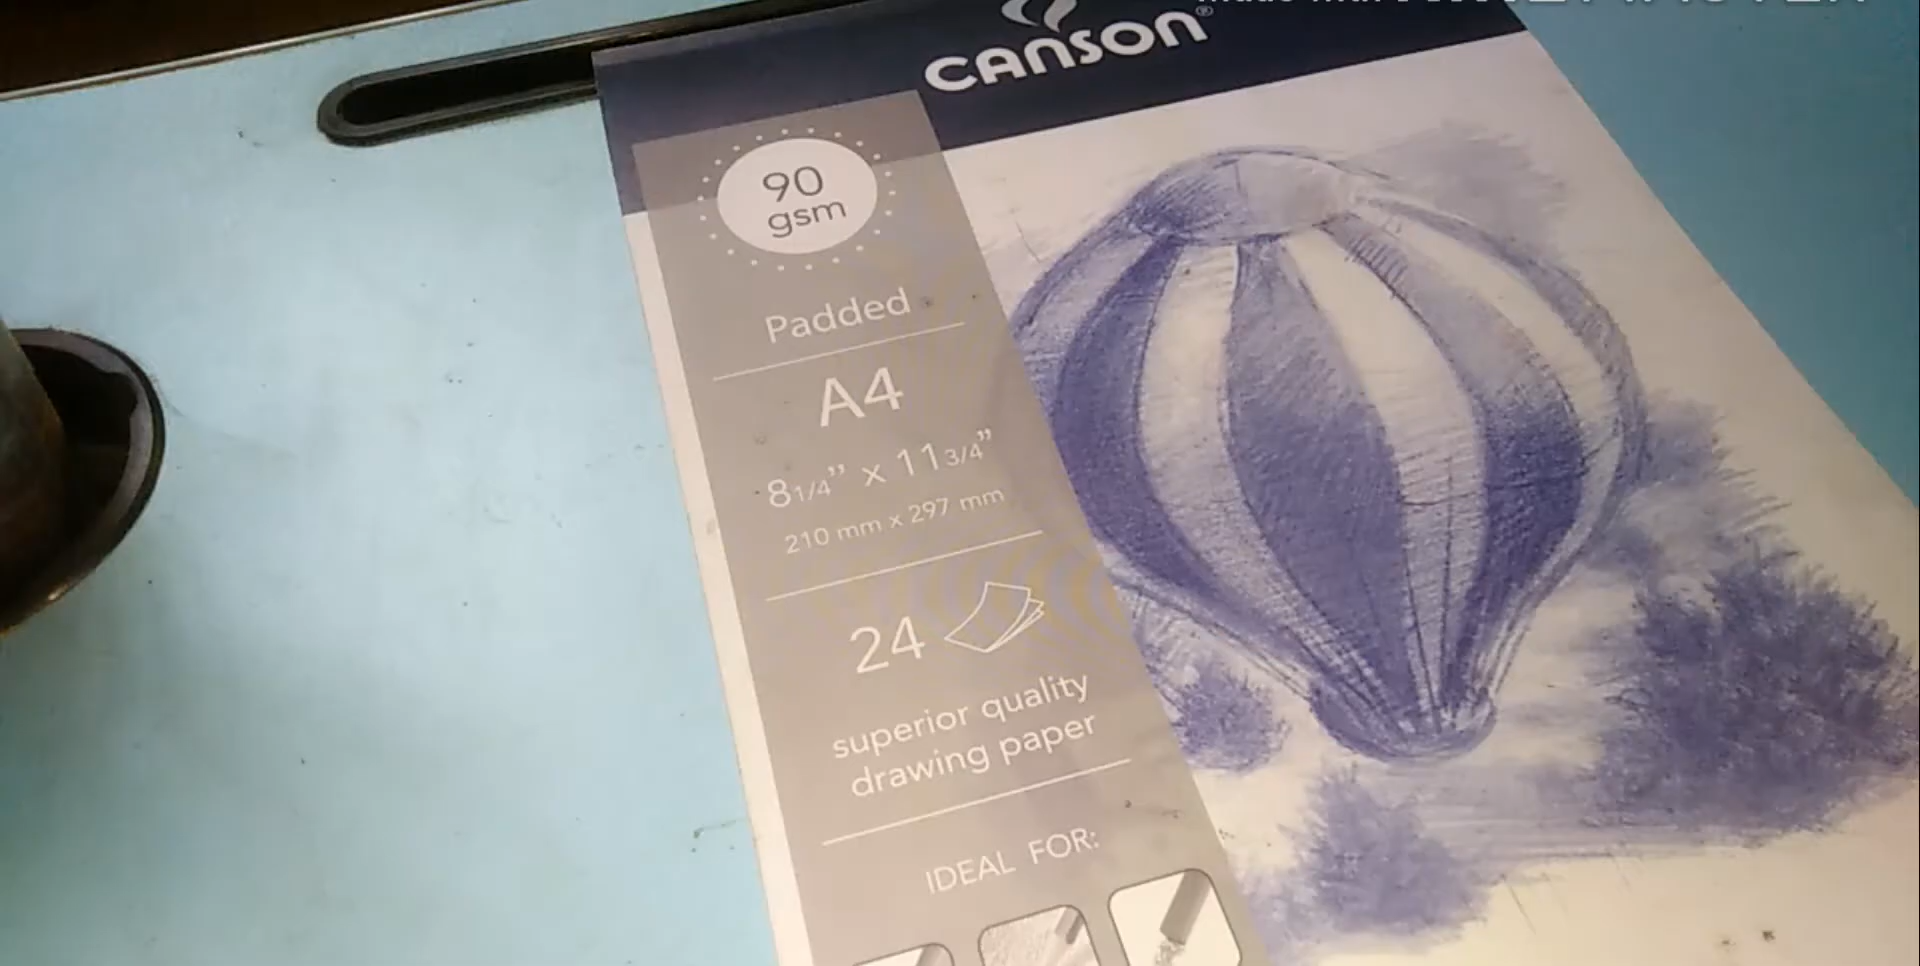 CANSON®
90
gsm
Padded
A4
8 1/4" x 11 3/4"
210 mm x 297 mm
24
superior quality
drawing paper
IDEAL FOR: